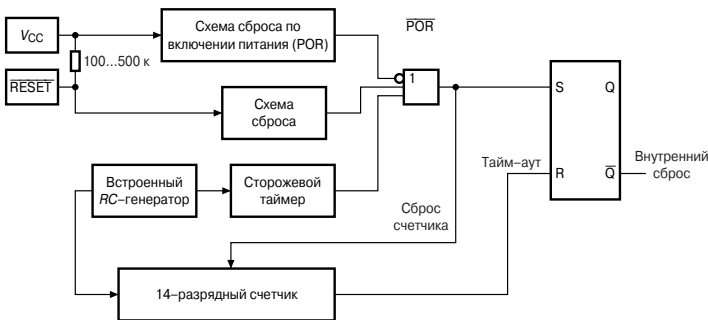 VCC
Схема сброса по
включении питания (POR)
POR
100...500 к
RESET
1
S
Q
Схема
сброса
Тайм–аут
Внутренний
сброс
R
Q
Встроенный
RC–генератор
Сторожевой
таймер
Сброс
счетчика
14–разрядный счетчик